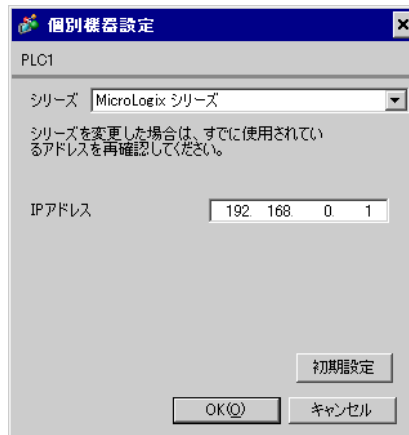 個別機器設定
PLC1
シリーズ MicroLogix シリーズ
シリーズを変更した場合は、すでに使用されてい
るアドレスを再確認してください。
IPアドレス 192. 168. 0. 1
初期設定
OK(O) キャンセル